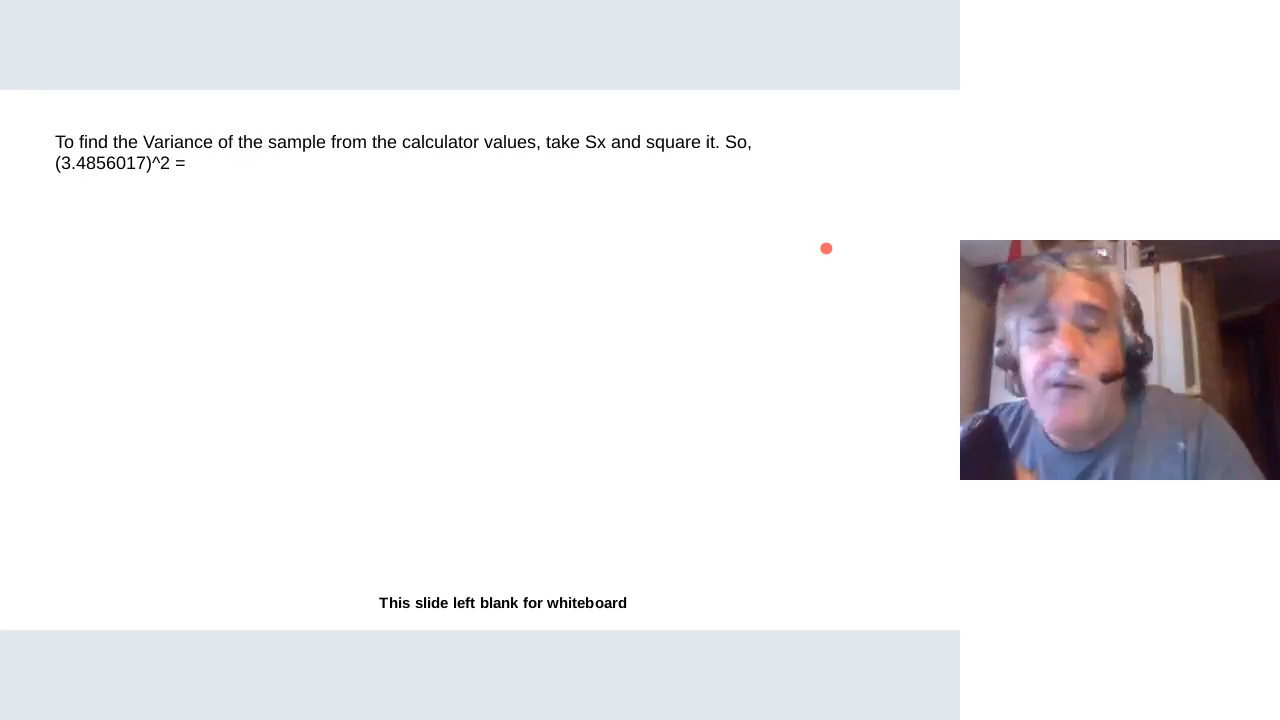 To find the Variance of the sample from the calculator values, take Sx and square it. So,
(3.4856017)^2 =
This slide left blank for whiteboard